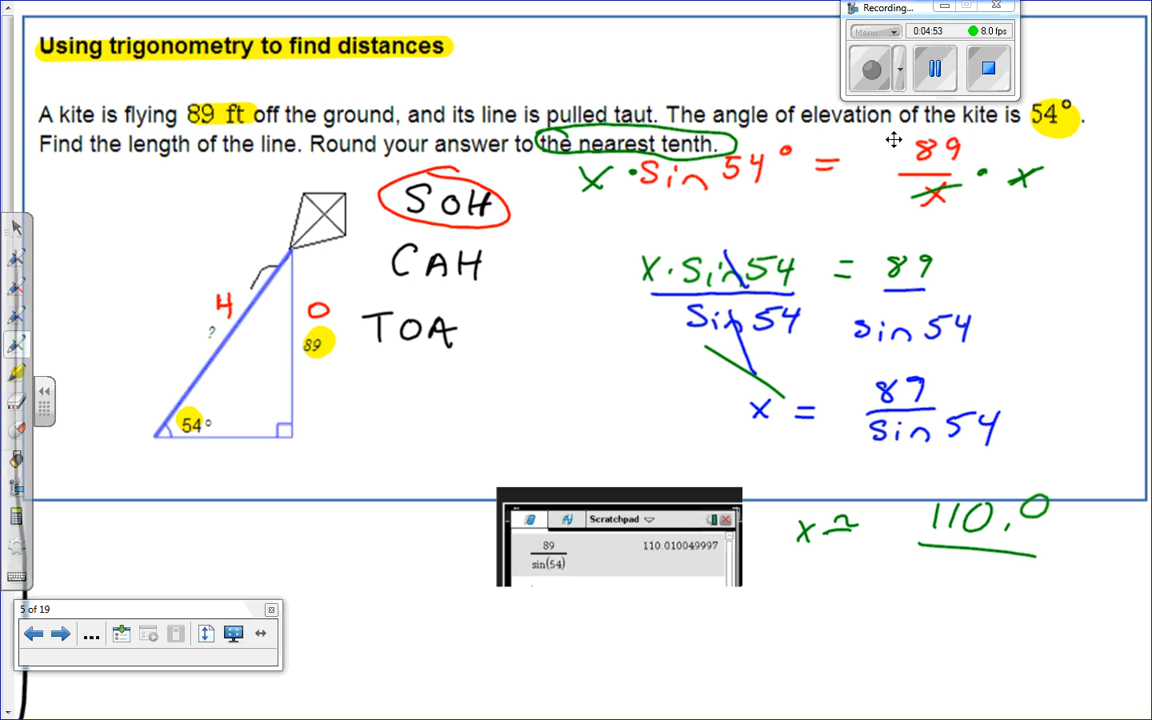 Recording...
Menu
0:04:53
8.0 fps
Using trigonometry to find distances
A kite is flying 89 ft off the ground, and its line is pulled taut. The angle of elevation of the kite is 54°.
Find the length of the line. Round your answer to the nearest tenth.
x · sin 54° = 89/x · x
SOH
CAH
TOA
H
O
?
89
54°
x · sin 54 = 89
sin 54 sin 54
x = 89/sin 54
Scratchpad
89/sin(54) 110.010049997
x ≈ 110.0
5 of 19